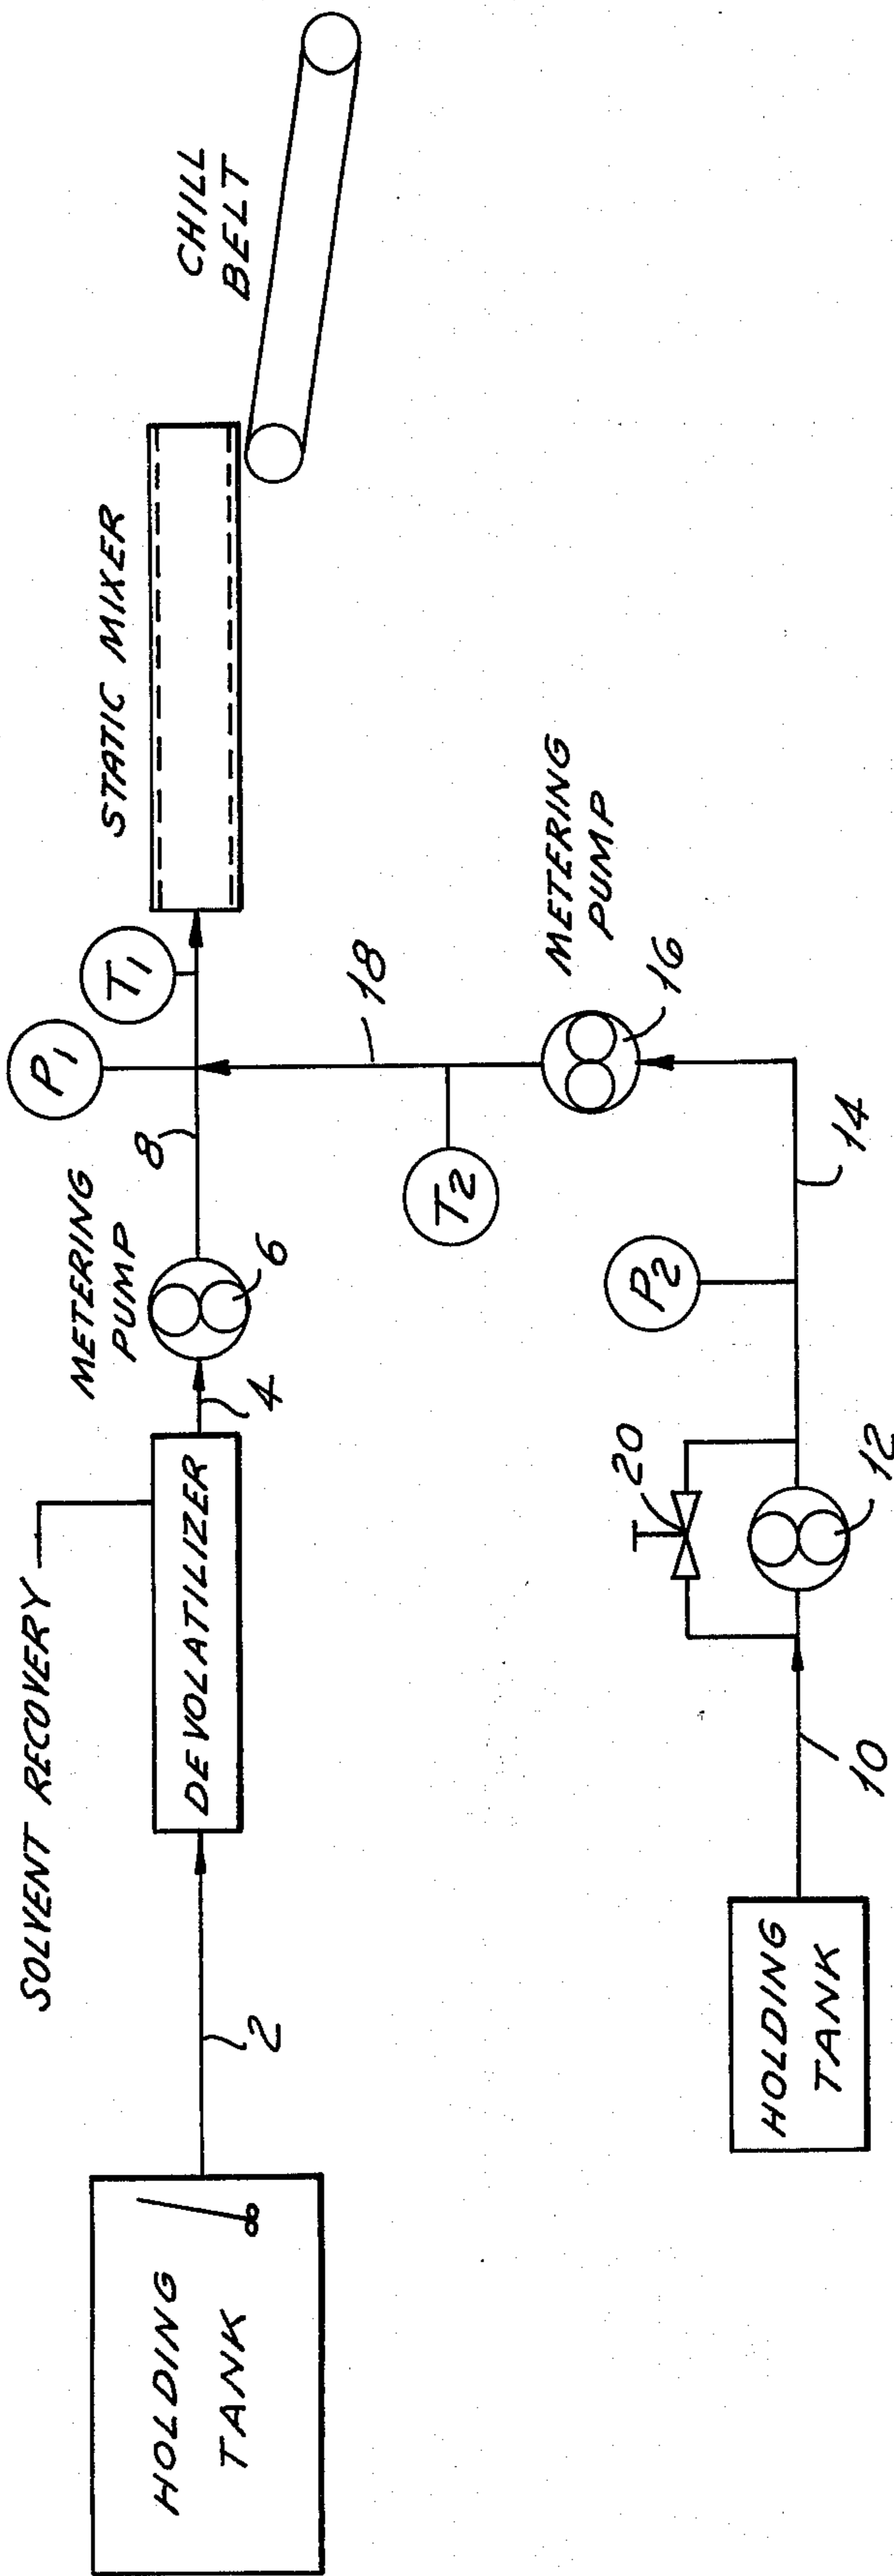 SOLVENT RECOVERY
HOLDING
TANK
2
DEVOLATILIZER
4
METERING
PUMP
6
8
P1
T1
STATIC MIXER
CHILL
BELT
HOLDING
TANK
10
20
12
P2
14
T2
16
METERING
PUMP
18